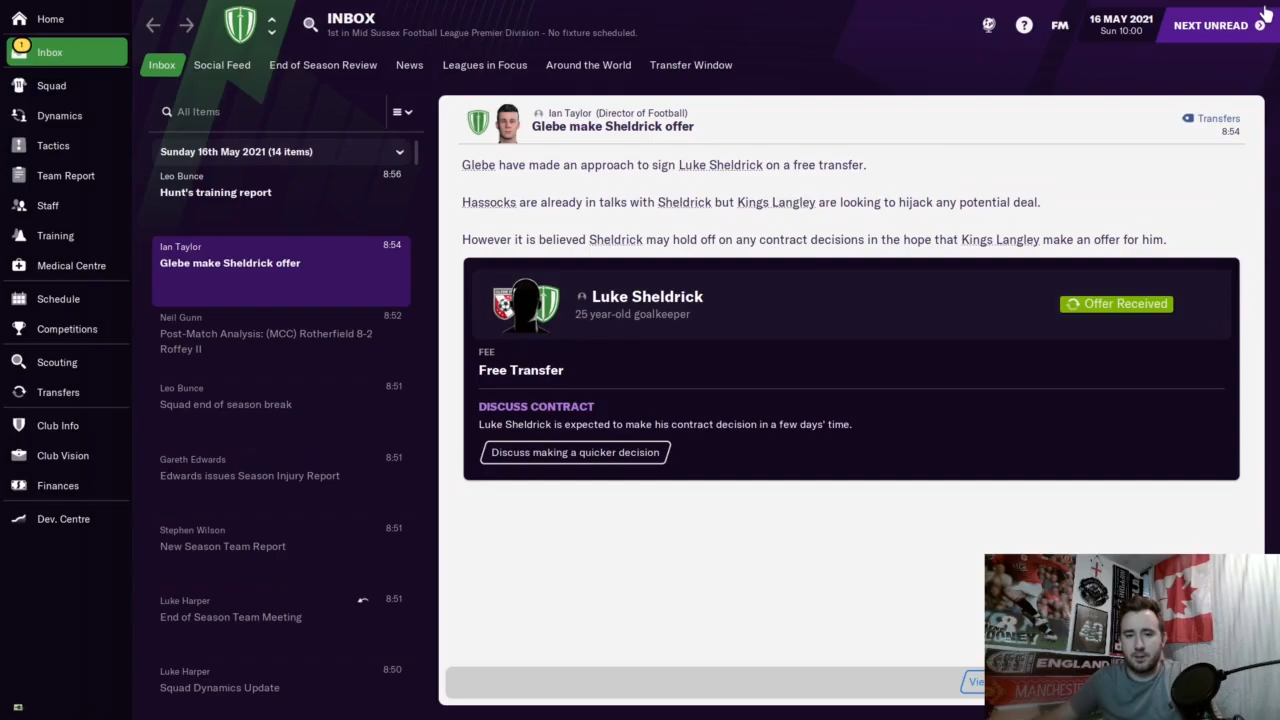 Home
INBOX
1st in Mid Sussex Football League Premier Division - No fixture scheduled.
FM
16 MAY 2021
Sun 10:00
NEXT UNREAD
1
Inbox
Inbox
Social Feed
End of Season Review
News
Leagues in Focus
Around the World
Transfer Window
Squad
Dynamics
Tactics
Team Report
Staff
Training
Medical Centre
Schedule
Competitions
Scouting
Transfers
Club Info
Club Vision
Finances
Dev. Centre
All Items
Sunday 16th May 2021 (14 items)
Leo Bunce 8:56
Hunt's training report
Ian Taylor 8:54
Glebe make Sheldrick offer
Neil Gunn 8:52
Post-Match Analysis: (MCC) Rotherfield 8-2
Roffey II
Leo Bunce 8:51
Squad end of season break
Gareth Edwards 8:51
Edwards issues Season Injury Report
Stephen Wilson 8:51
New Season Team Report
Luke Harper 8:51
End of Season Team Meeting
Luke Harper 8:50
Squad Dynamics Update
Ian Taylor (Director of Football)
Glebe make Sheldrick offer
Transfers
8:54
Glebe have made an approach to sign Luke Sheldrick on a free transfer.
Hassocks are already in talks with Sheldrick but Kings Langley are looking to hijack any potential deal.
However it is believed Sheldrick may hold off on any contract decisions in the hope that Kings Langley make an offer for him.
Luke Sheldrick
25 year-old goalkeeper
Offer Received
FEE
Free Transfer
DISCUSS CONTRACT
Luke Sheldrick is expected to make his contract decision in a few days' time.
Discuss making a quicker decision
ENGLAND